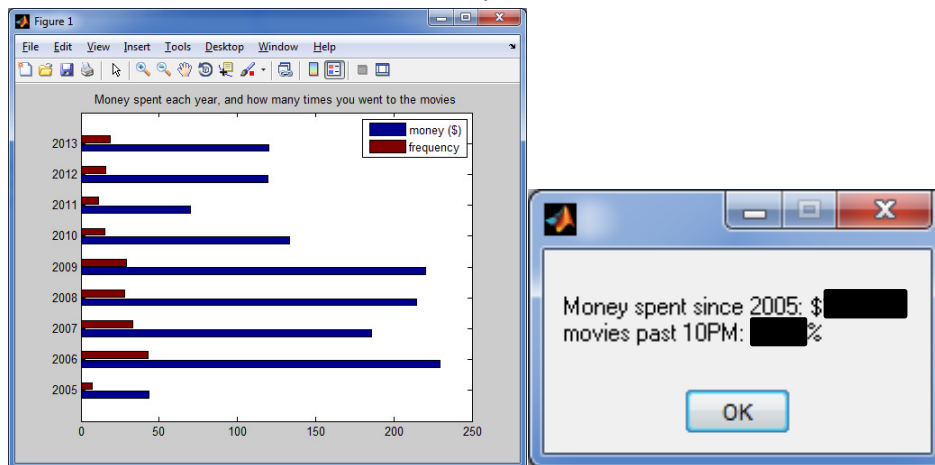 Figure 1
File Edit View Insert Tools Desktop Window Help
Money spent each year, and how many times you went to the movies
money ($)
frequency
2013
2012
2011
2010
2009
2008
2007
2006
2005
0 50 100 150 200 250
Money spent since 2005: $
movies past 10PM: %
OK